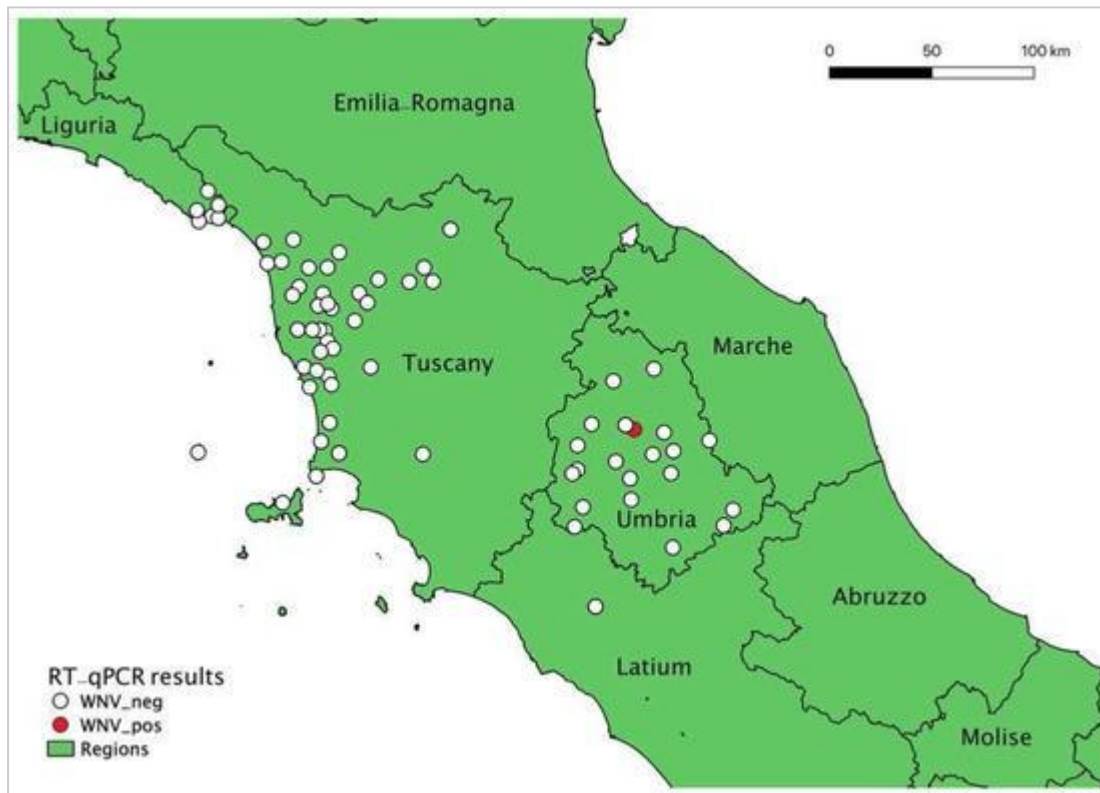 0 50 100 km
Emilia_Romagna
Liguria
Marche
Tuscany
Umbria
Abruzzo
Latium
Molise
RT_qPCR results
WNV_neg
WNV_pos
Regions